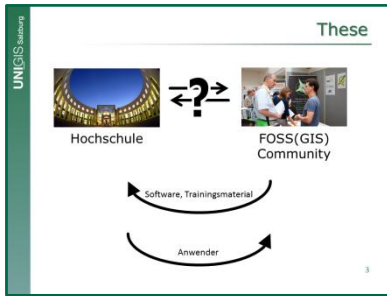 UNIGIS Salzburg
These
?
Hochschule
FOSS(GIS)
Community
Software, Trainingsmaterial
Anwender
3